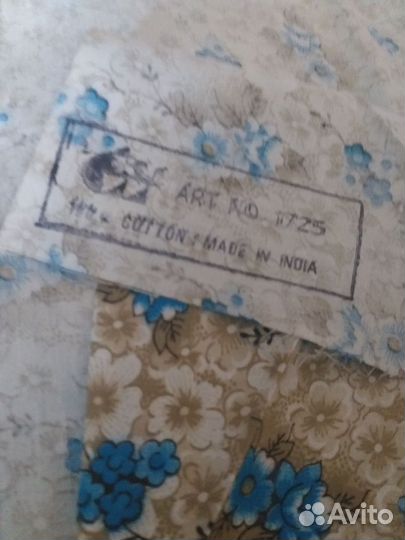 ART NO. 1725
COTTON : MADE IN INDIA
Avito